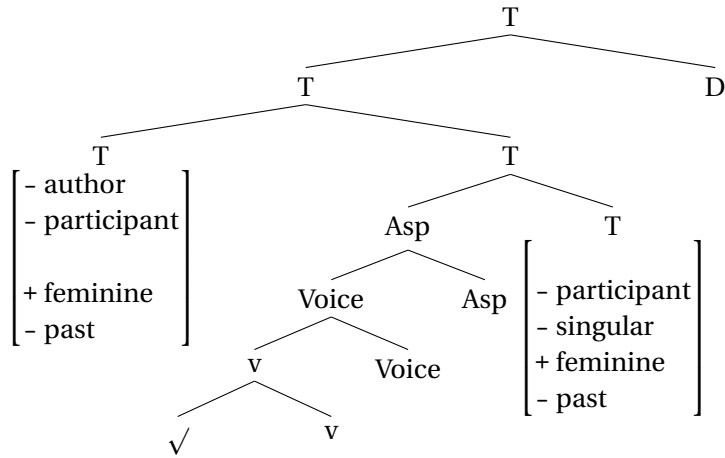 T
T D
T T
– author
– participant
+ feminine
– past
Asp T
Voice Asp
– participant
– singular
+ feminine
– past
v Voice
√ v